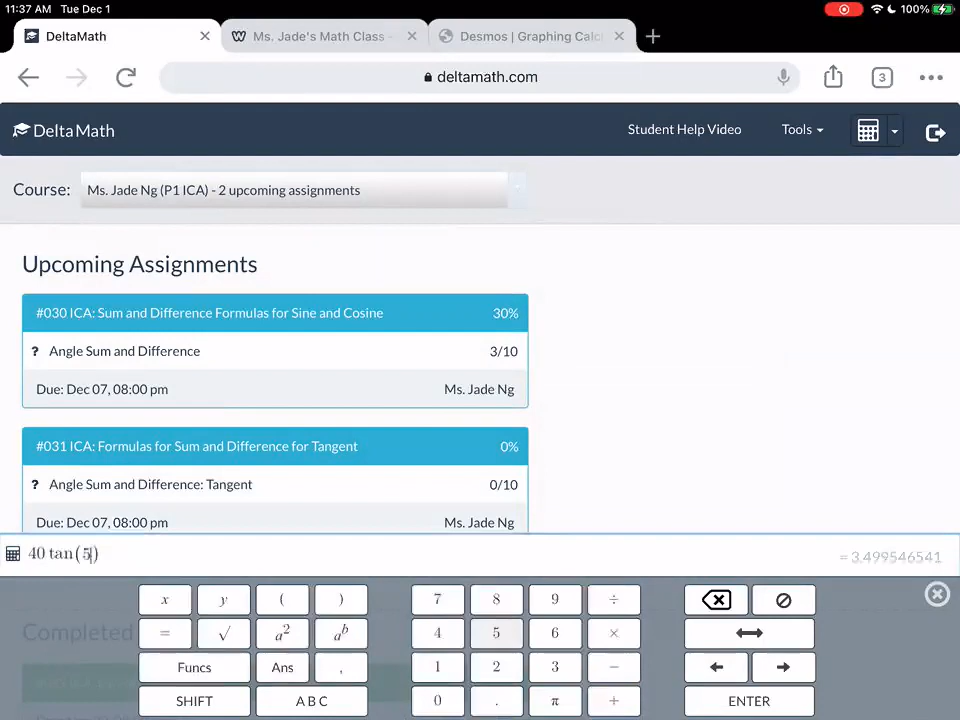 11:37 AM Tue Dec 1
100%
DeltaMath
Ms. Jade's Math Class -
Desmos | Graphing Calc
deltamath.com
3
DeltaMath
Student Help Video
Tools
Course: Ms. Jade Ng (P1 ICA) - 2 upcoming assignments
Upcoming Assignments
#030 ICA: Sum and Difference Formulas for Sine and Cosine 30%
? Angle Sum and Difference 3/10
Due: Dec 07, 08:00 pm Ms. Jade Ng
#031 ICA: Formulas for Sum and Difference for Tangent 0%
? Angle Sum and Difference: Tangent 0/10
Due: Dec 07, 08:00 pm Ms. Jade Ng
40 tan(5) = 3.499546541
Completed
x y ( ) 7 8 9 ÷
= √ a² aᵇ 4 5 6 ×
Funcs Ans , 1 2 3 −
SHIFT A B C 0 . π + ENTER